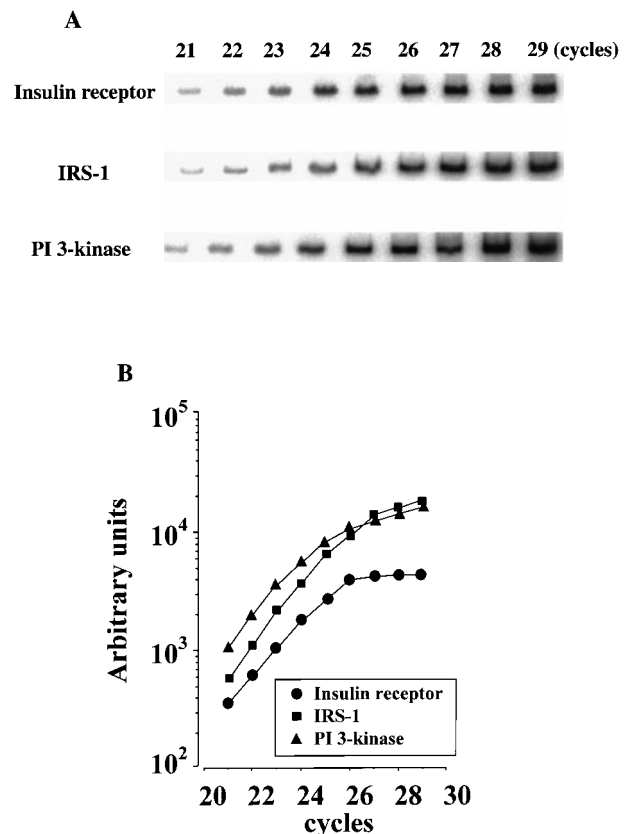 A
21 22 23 24 25 26 27 28 29 (cycles)
Insulin receptor
IRS-1
PI 3-kinase
B
10^5
10^4
10^3
10^2
Arbitrary units
Insulin receptor
IRS-1
PI 3-kinase
20 22 24 26 28 30
cycles